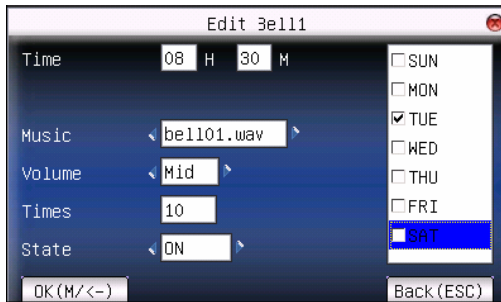 Edit Bell1
Time 08 H 30 M
Music bell01.wav
Volume Mid
Times 10
State ON
SUN
MON
TUE
WED
THU
FRI
SAT
OK(M/<-)
Back(ESC)